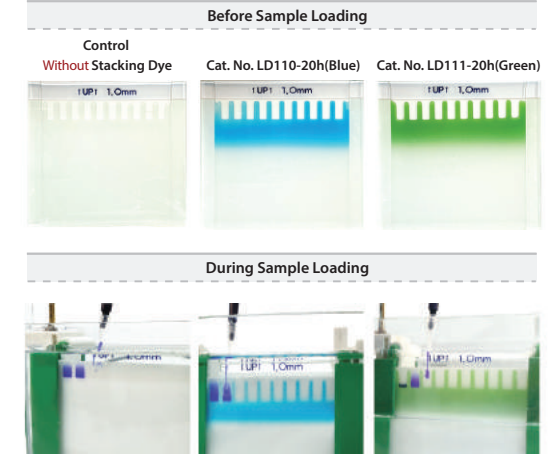 Before Sample Loading
Control
Without Stacking Dye
Cat. No. LD110-20h(Blue)
Cat. No. LD111-20h(Green)
↑UP↑ 1,0mm
↑UP↑ 1,0mm
↑UP↑ 1,0mm
During Sample Loading
↑UP↑ 1,0mm
↑UP↑ 1,0mm